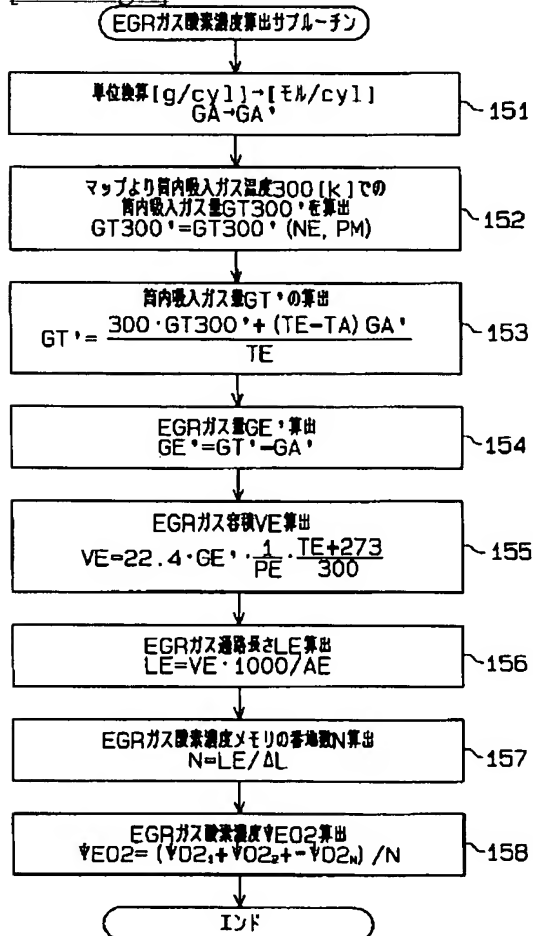 EGRガス酸素濃度算出サブルーチン
単位換算[g/cyl]→[モル/cyl]
GA→GA'
151
マップより筒内吸入ガス温度300[k]での
筒内吸入ガス量GT300'を算出
GT300'=GT300' (NE, PM)
152
筒内吸入ガス量GT'の算出
GT'= 300·GT300'+(TE-TA)GA'
TE
153
EGRガス量GE'算出
GE'=GT'-GA'
154
EGRガス容積VE算出
VE=22.4·GE'·1/PE·TE+273/300
155
EGRガス通路長さLE算出
LE=VE·1000/AE
156
EGRガス酸素濃度メモリの番地数N算出
N=LE/ΔL
157
EGRガス酸素濃度ΨEO2算出
ΨEO2= (ΨO2₁+ΨO2₂+-ΨO2ₙ) /N
158
エンド